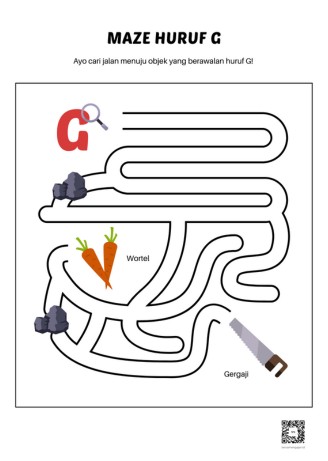 MAZE HURUF G
Ayo cari jalan menuju objek yang berawalan huruf G!
G
Wortel
Gergaji